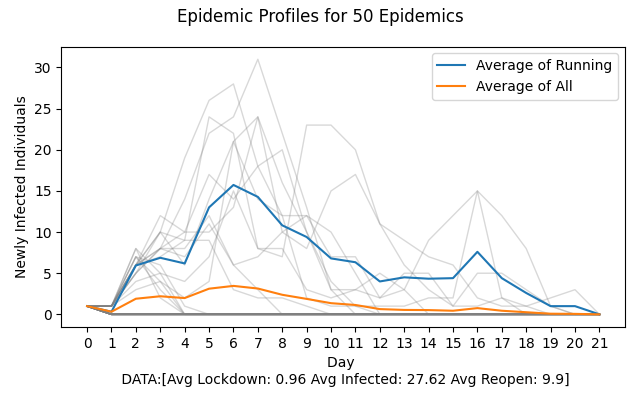 Epidemic Profiles for 50 Epidemics
Newly Infected Individuals
30
25
20
15
10
5
0
Average of Running
Average of All
0 1 2 3 4 5 6 7 8 9 10 11 12 13 14 15 16 17 18 19 20 21
Day
DATA:[Avg Lockdown: 0.96 Avg Infected: 27.62 Avg Reopen: 9.9]